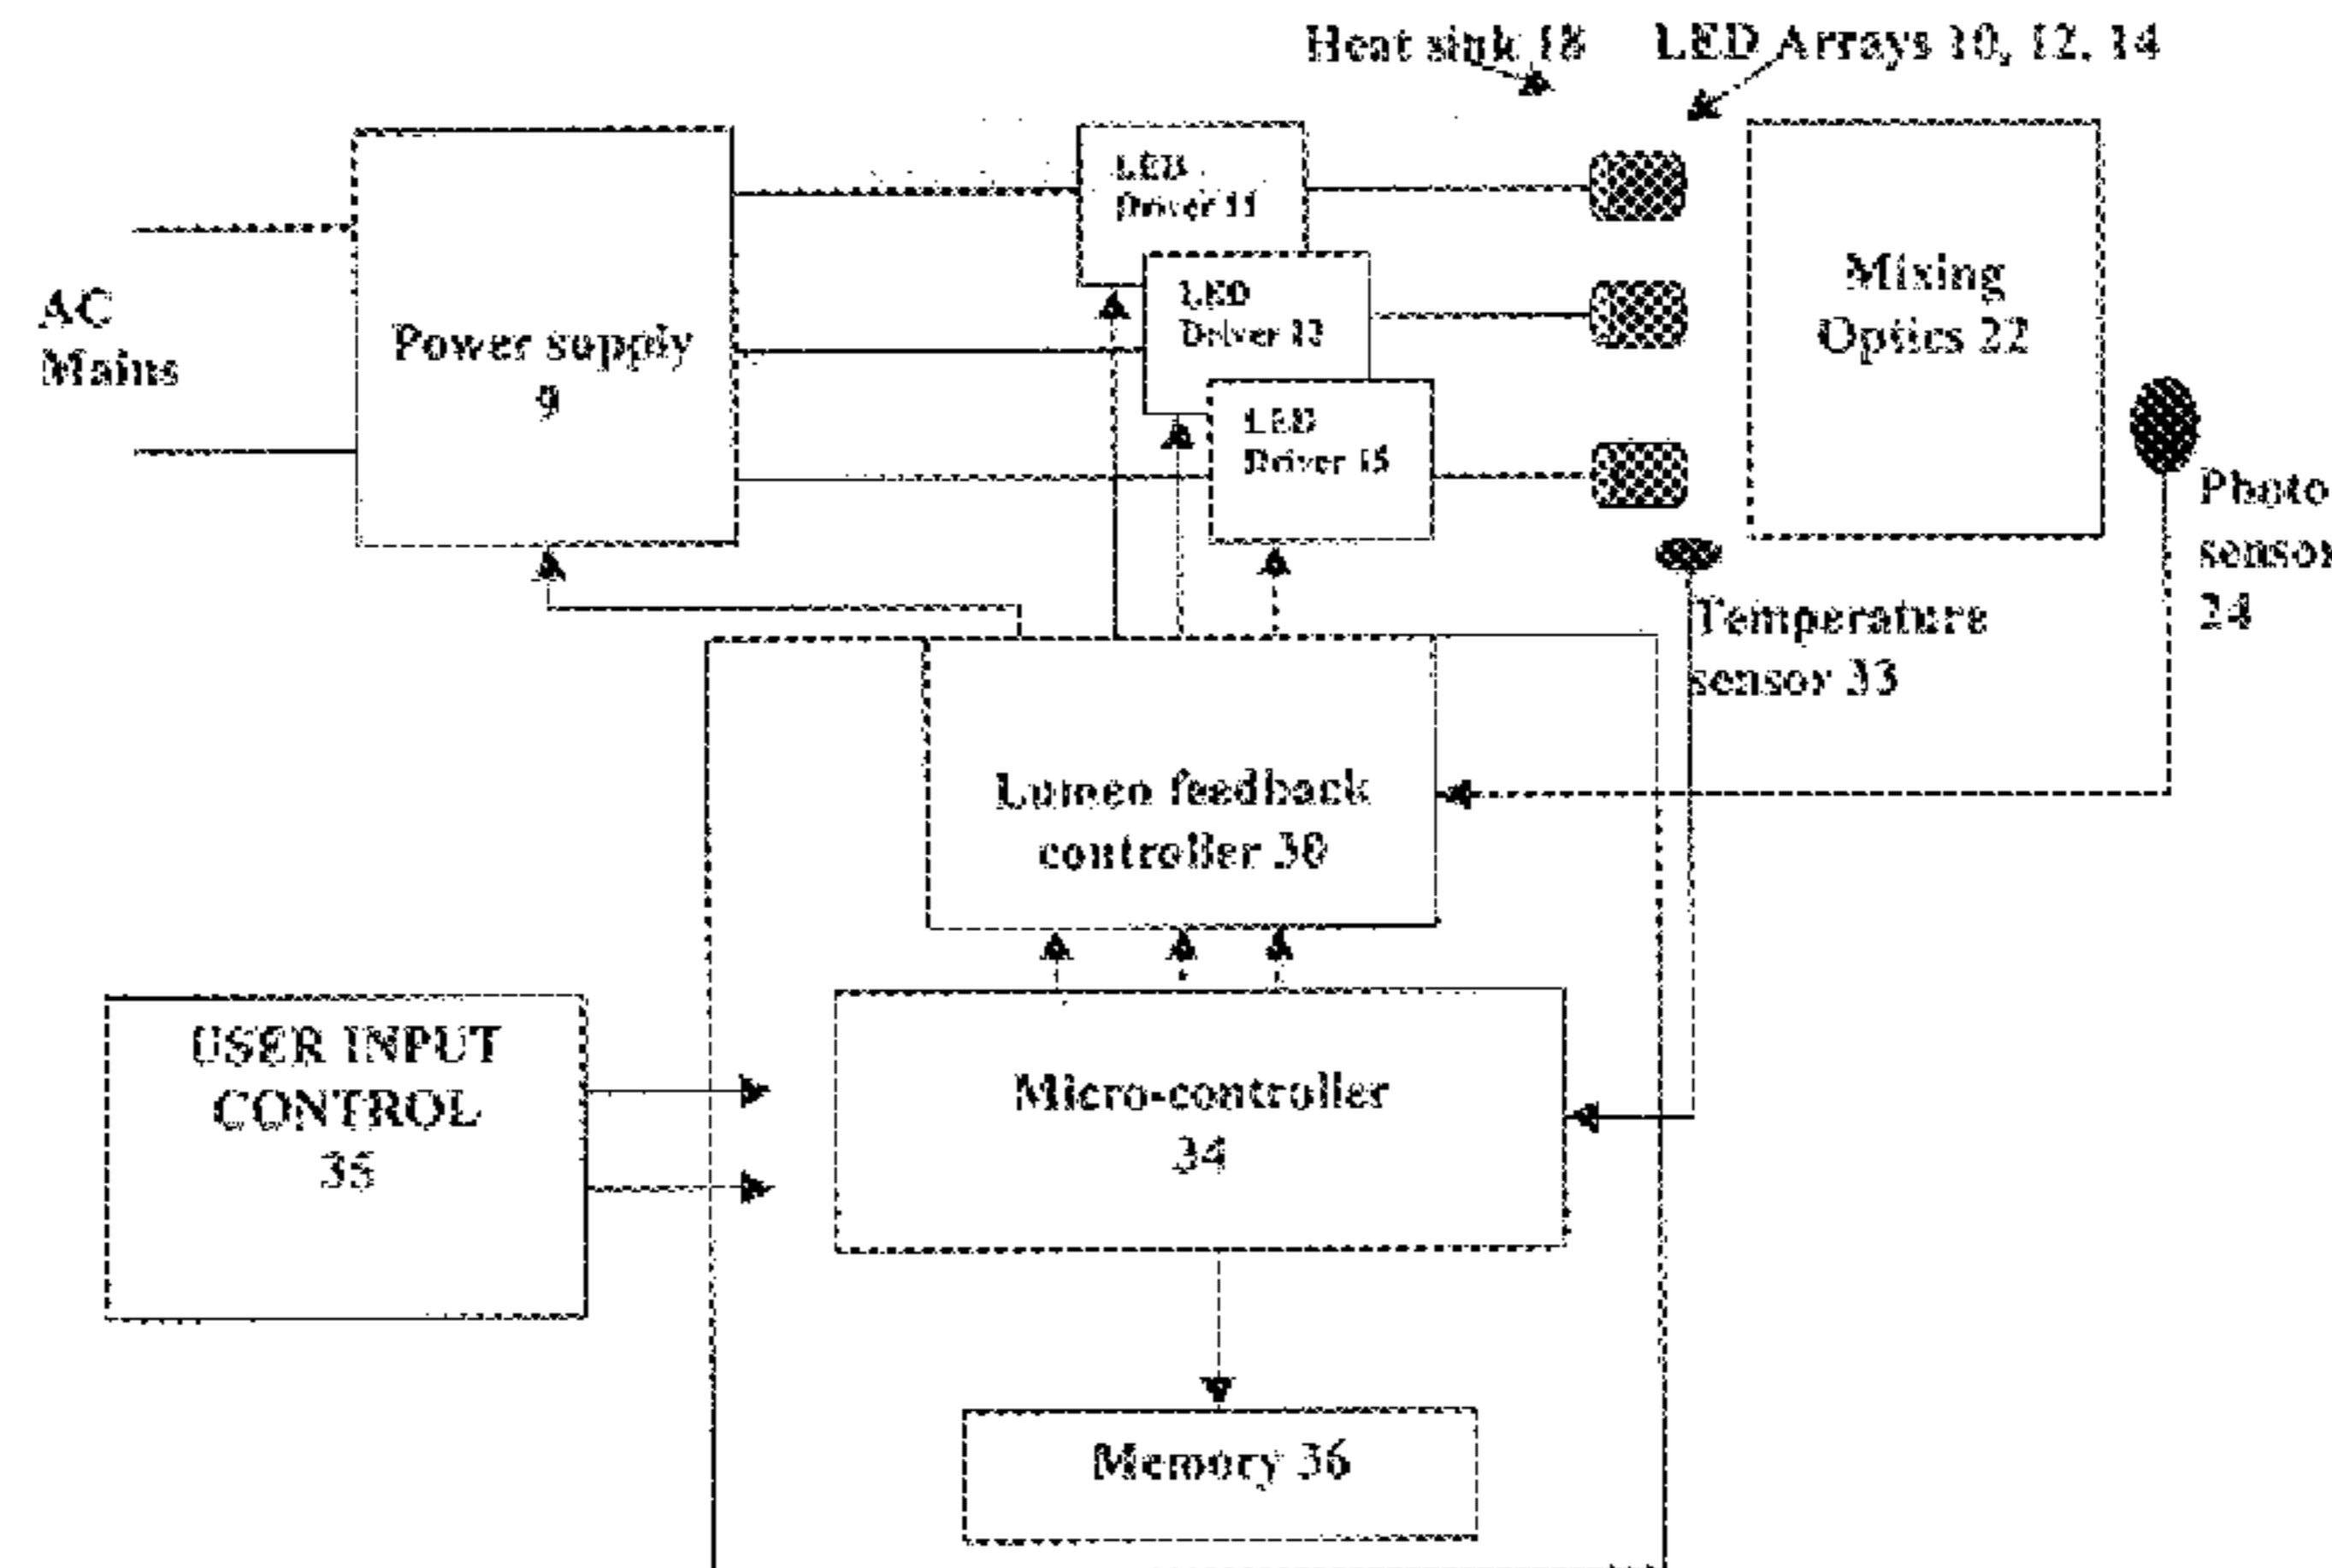 Heat sink 18
LED Arrays 10, 12, 14
LED
Driver 11
Mixing
Optics 22
LED
Driver 13
AC
Mains
Power supply
9
LED
Driver 15
Photo
sensor
24
Temperature
sensor 33
Lumen feedback
controller 30
USER INPUT
CONTROL
35
Micro-controller
34
Memory 36